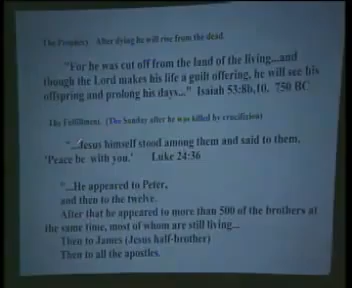 The Prophecy. After dying he will rise from the dead.
"For he was cut off from the land of the living...and
though the Lord makes his life a guilt offering, he will see his
offspring and prolong his days..." Isaiah 53:8b,10. 750 BC
The Fulfillment. (The Sunday after he was killed by crucifixion)
"...Jesus himself stood among them and said to them,
'Peace be with you.' Luke 24:36
"...He appeared to Peter,
and then to the twelve.
After that he appeared to more than 500 of the brothers at
the same time, most of whom are still living...
Then to James (Jesus half-brother)
Then to all the apostles.